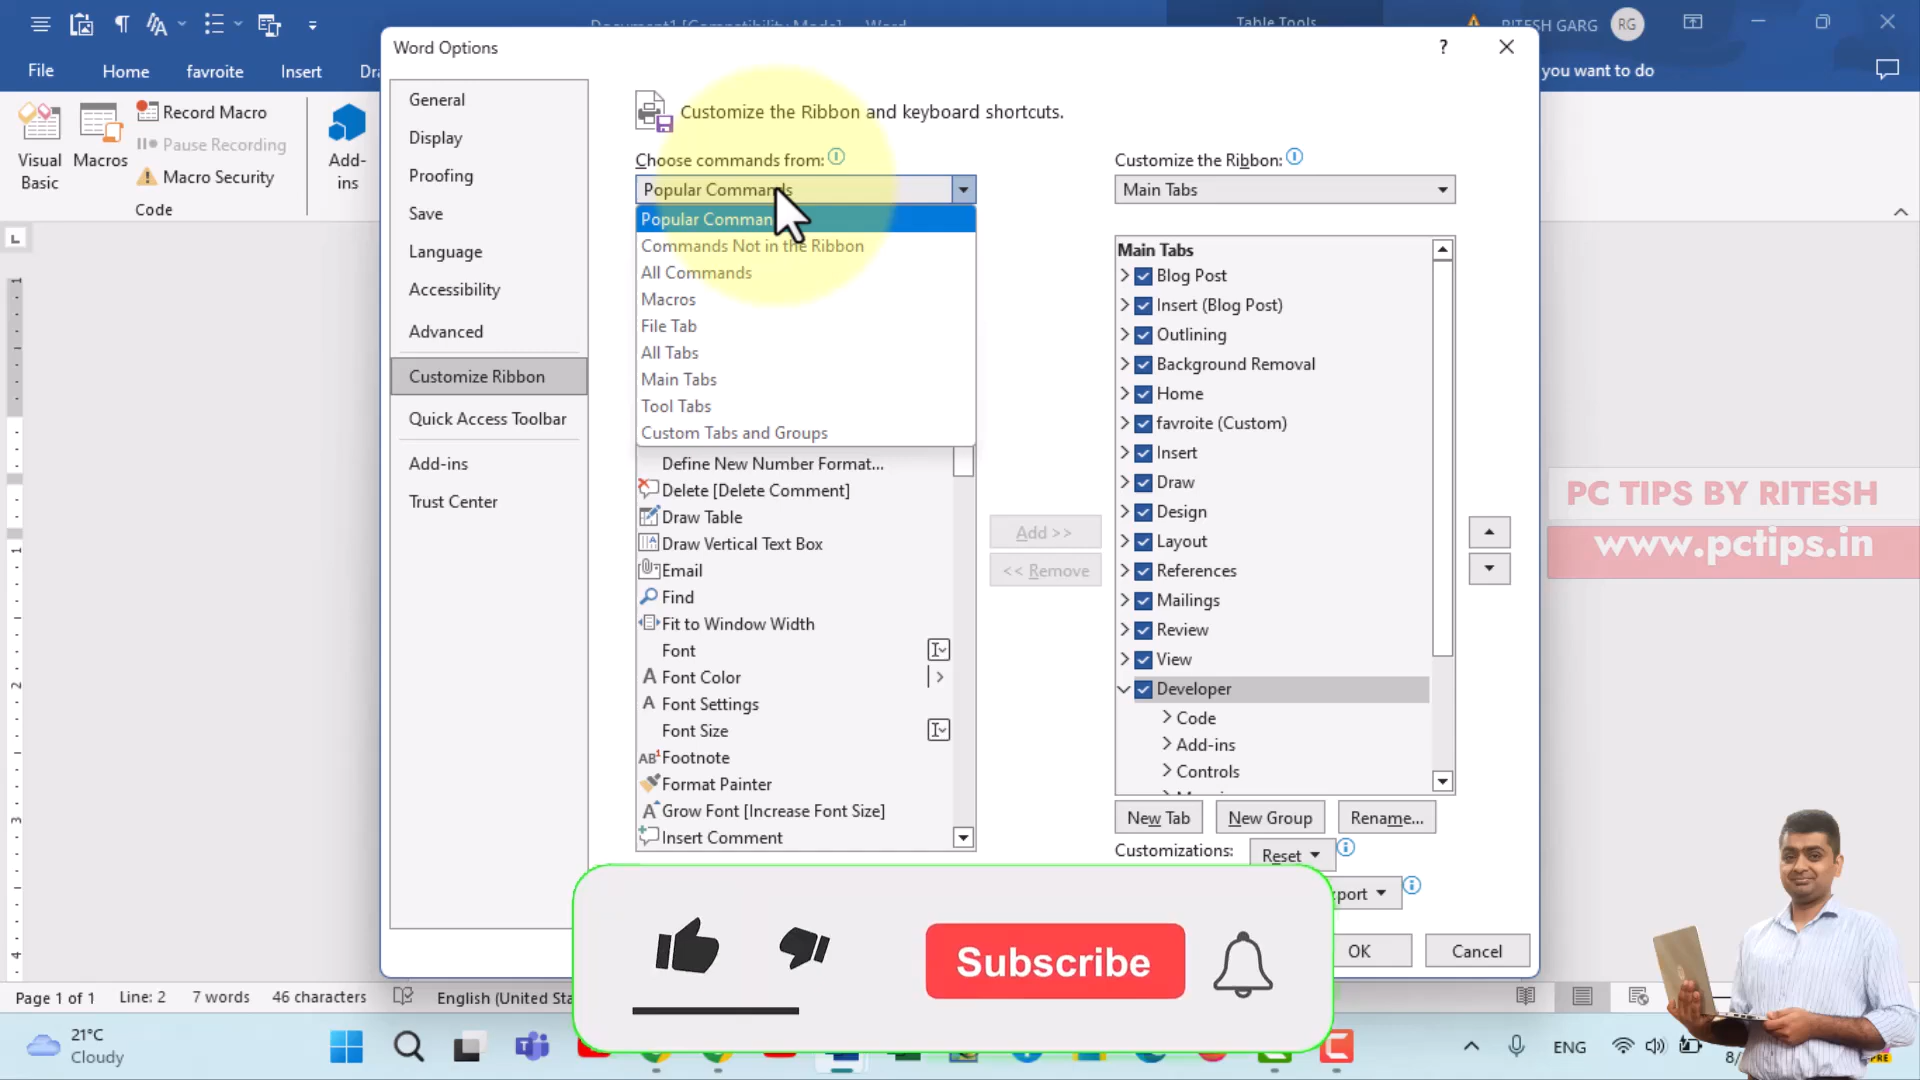 Document1 [Compatibility Mode] - Word
Table Tools
RITESH GARG
RG
File
Home
favroite
Insert
you want to do
Visual Basic
Macros
Record Macro
Pause Recording
Macro Security
Code
Add-ins
Word Options
?
General
Display
Proofing
Save
Language
Accessibility
Advanced
Customize Ribbon
Quick Access Toolbar
Add-ins
Trust Center
Customize the Ribbon and keyboard shortcuts.
Choose commands from:
Popular Commands
Popular Comman
Commands Not in the Ribbon
All Commands
Macros
File Tab
All Tabs
Main Tabs
Tool Tabs
Custom Tabs and Groups
Define New Number Format...
Delete [Delete Comment]
Draw Table
Draw Vertical Text Box
Email
Find
Fit to Window Width
Font
Font Color
Font Settings
Font Size
Footnote
Format Painter
Grow Font [Increase Font Size]
Insert Comment
Add >>
<< Remove
Customize the Ribbon:
Main Tabs
Main Tabs
Blog Post
Insert (Blog Post)
Outlining
Background Removal
Home
favroite (Custom)
Insert
Draw
Design
Layout
References
Mailings
Review
View
Developer
Code
Add-ins
Controls
New Tab
New Group
Rename...
Customizations:
Reset
OK
Cancel
PC TIPS BY RITESH
www.pctips.in
Subscribe
Page 1 of 1
Line: 2
7 words
46 characters
English (United Sta
21°C
Cloudy
ENG